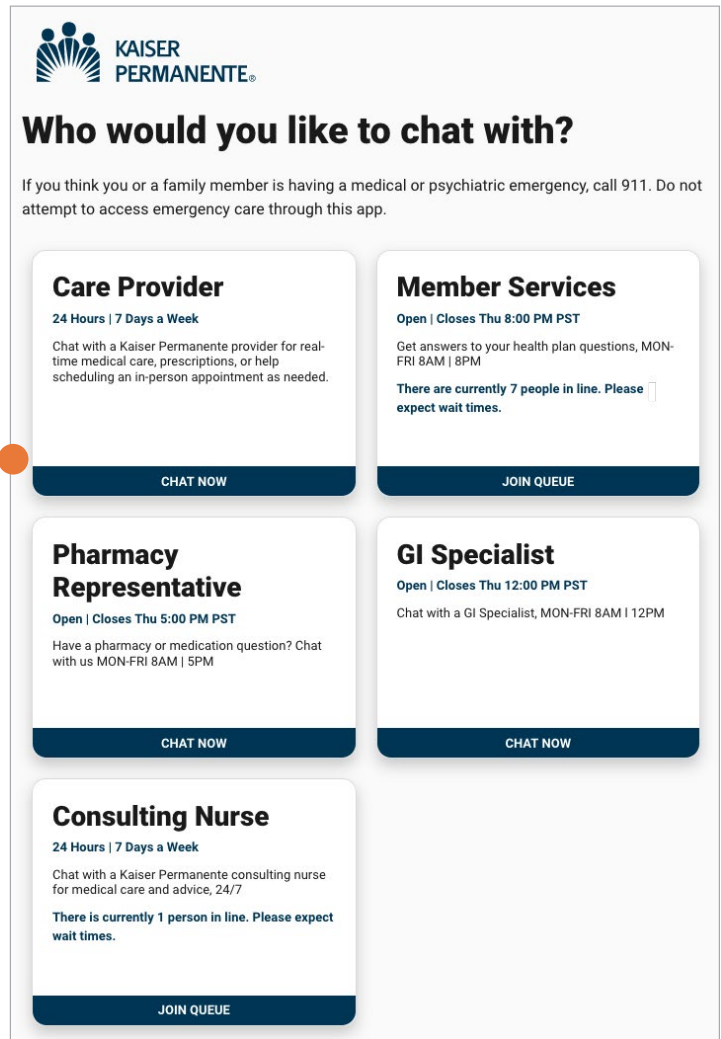 KAISER
PERMANENTE®
Who would you like to chat with?
If you think you or a family member is having a medical or psychiatric emergency, call 911. Do not
attempt to access emergency care through this app.
Care Provider
24 Hours | 7 Days a Week
Chat with a Kaiser Permanente provider for real-
time medical care, prescriptions, or help
scheduling an in-person appointment as needed.
CHAT NOW
Member Services
Open | Closes Thu 8:00 PM PST
Get answers to your health plan questions, MON-
FRI 8AM | 8PM
There are currently 7 people in line. Please
expect wait times.
JOIN QUEUE
Pharmacy
Representative
Open | Closes Thu 5:00 PM PST
Have a pharmacy or medication question? Chat
with us MON-FRI 8AM | 5PM
CHAT NOW
GI Specialist
Open | Closes Thu 12:00 PM PST
Chat with a GI Specialist, MON-FRI 8AM l 12PM
CHAT NOW
Consulting Nurse
24 Hours | 7 Days a Week
Chat with a Kaiser Permanente consulting nurse
for medical care and advice, 24/7
There is currently 1 person in line. Please expect
wait times.
JOIN QUEUE